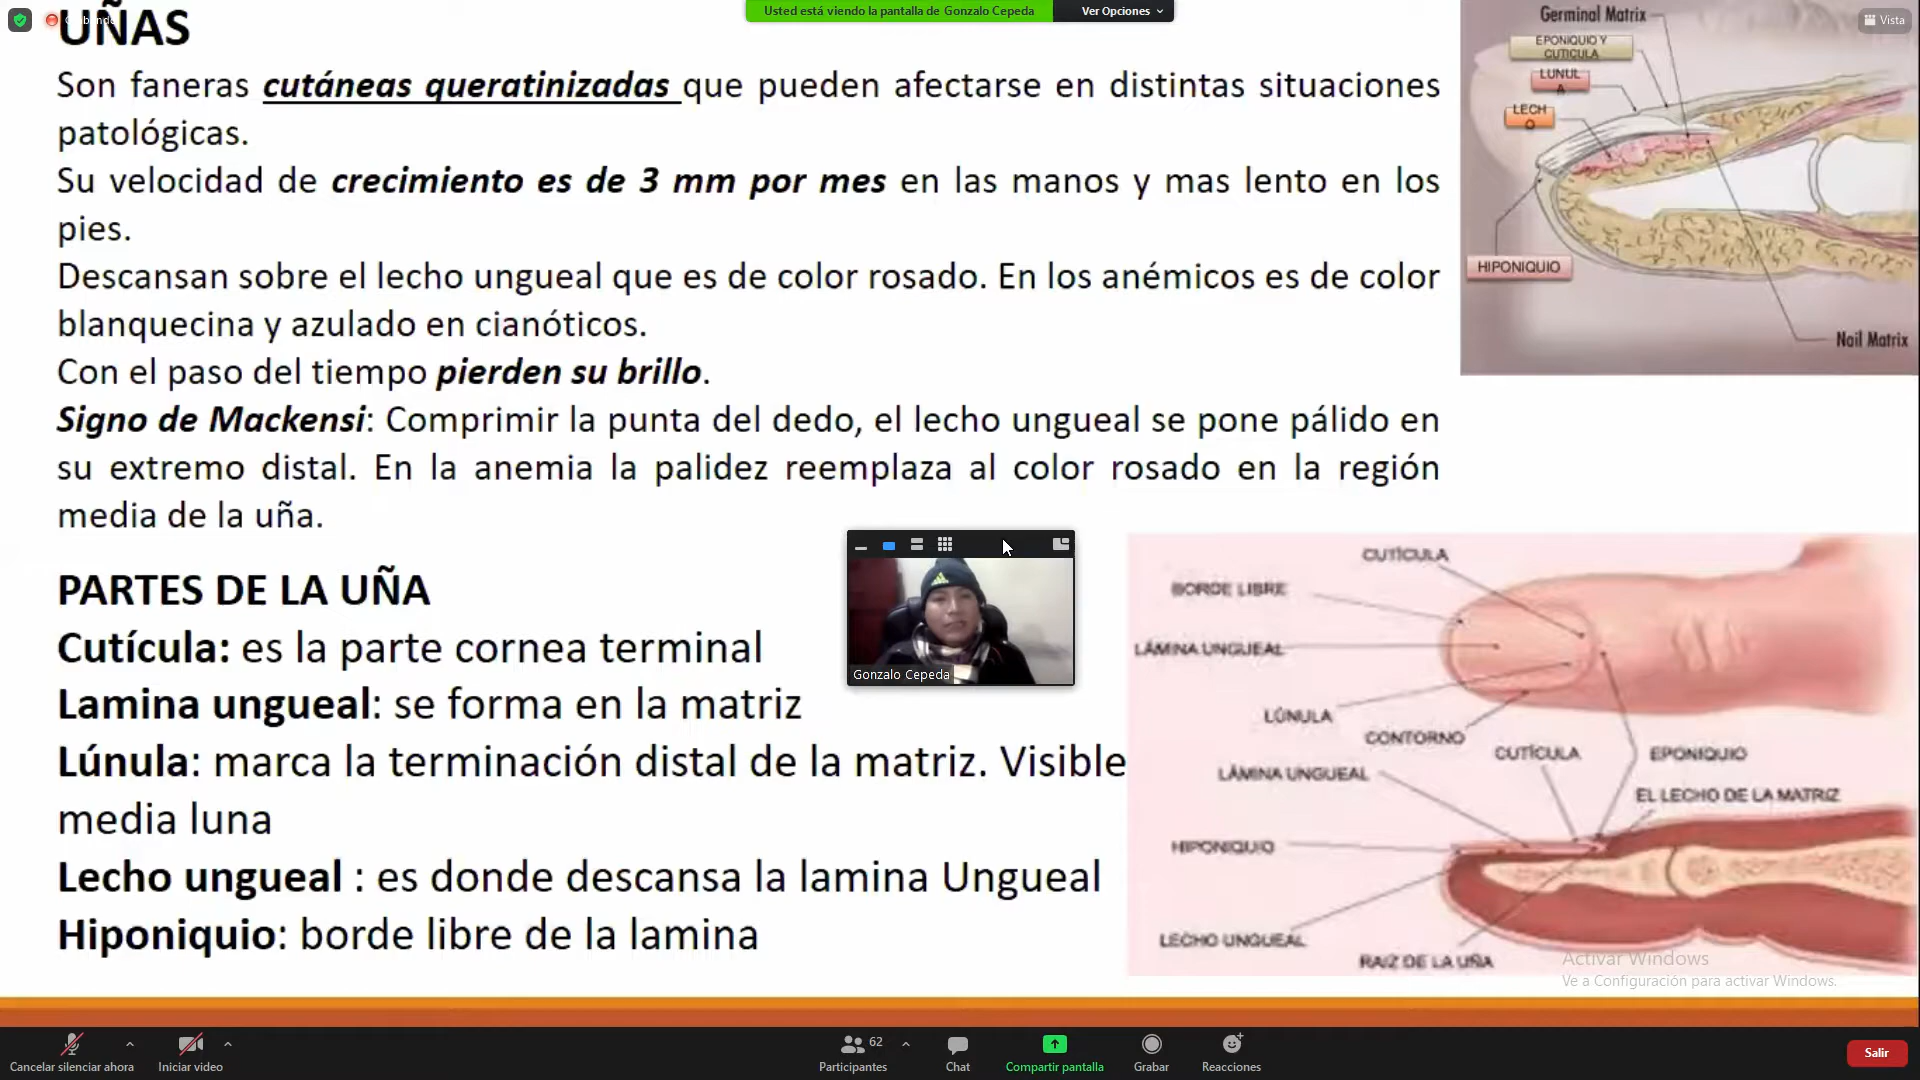 Usted está viendo la pantalla de Gonzalo Cepeda
Ver Opciones
Vista
UÑAS
Son faneras cutáneas queratinizadas que pueden afectarse en distintas situaciones
patológicas.
Su velocidad de crecimiento es de 3 mm por mes en las manos y mas lento en los
pies.
Descansan sobre el lecho ungueal que es de color rosado. En los anémicos es de color
blanquecina y azulado en cianóticos.
Con el paso del tiempo pierden su brillo.
Signo de Mackensi: Comprimir la punta del dedo, el lecho ungueal se pone pálido en
su extremo distal. En la anemia la palidez reemplaza al color rosado en la región
media de la uña.
Germinal Matrix
EPONIQUIO Y
CUTICULA
LUNUL
A
LECH
O
HIPONIQUIO
Nail Matrix
PARTES DE LA UÑA
Cutícula: es la parte cornea terminal
Lamina ungueal: se forma en la matriz
Lúnula: marca la terminación distal de la matriz. Visible
media luna
Lecho ungueal : es donde descansa la lamina Ungueal
Hiponiquio: borde libre de la lamina
Gonzalo Cepeda
CUTÍCULA
BORDE LIBRE
LÁMINA UNGUEAL
LÚNULA
CONTORNO
CUTÍCULA
EPONIQUIO
LÁMINA UNGUEAL
EL LECHO DE LA MATRIZ
HIPONIQUIO
LECHO UNGUEAL
RAIZ DE LA UÑA
Activar Windows
Ve a Configuración para activar Windows.
Cancelar silenciar ahora
Iniciar video
62
Participantes
Chat
Compartir pantalla
Grabar
Reacciones
Salir